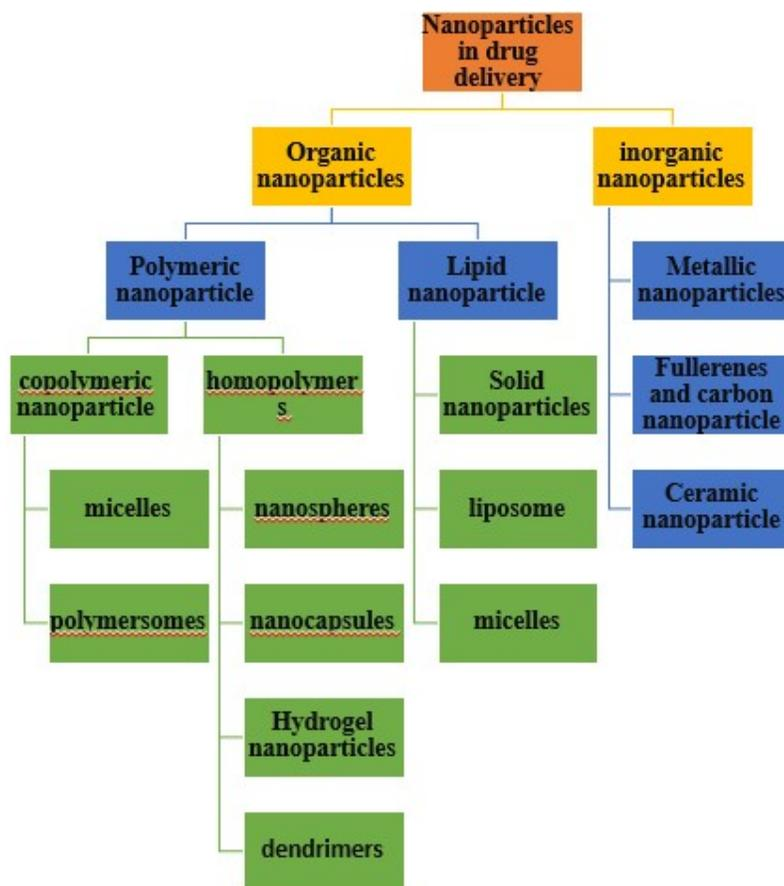 Nanoparticles
in drug
delivery
Organic
nanoparticles
inorganic
nanoparticles
Polymeric
nanoparticle
Lipid
nanoparticle
Metallic
nanoparticles
copolymeric
nanoparticle
homopolymer
s
Solid
nanoparticles
Fullerenes
and carbon
nanoparticle
micelles
nanospheres
liposome
Ceramic
nanoparticle
polymersomes
nanocapsules
micelles
Hydrogel
nanoparticles
dendrimers